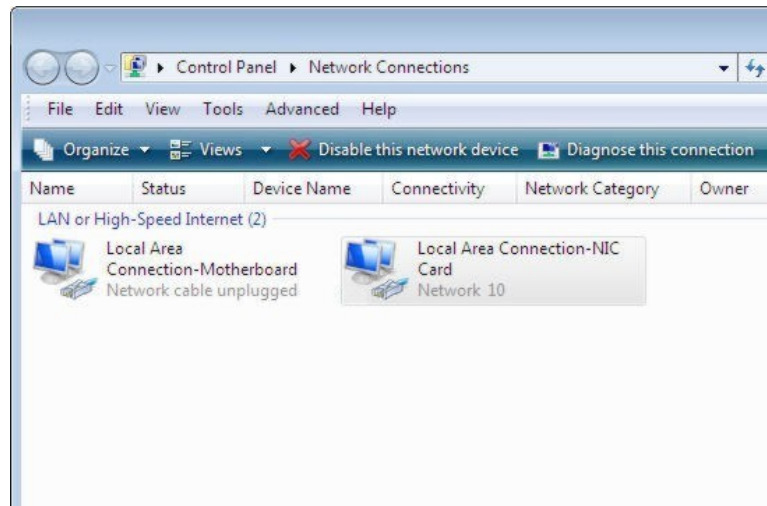 Control Panel Network Connections
File Edit View Tools Advanced Help
Organize Views Disable this network device Diagnose this connection
Name Status Device Name Connectivity Network Category Owner
LAN or High-Speed Internet (2)
Local Area
Connection-Motherboard
Network cable unplugged
Local Area Connection-NIC
Card
Network 10